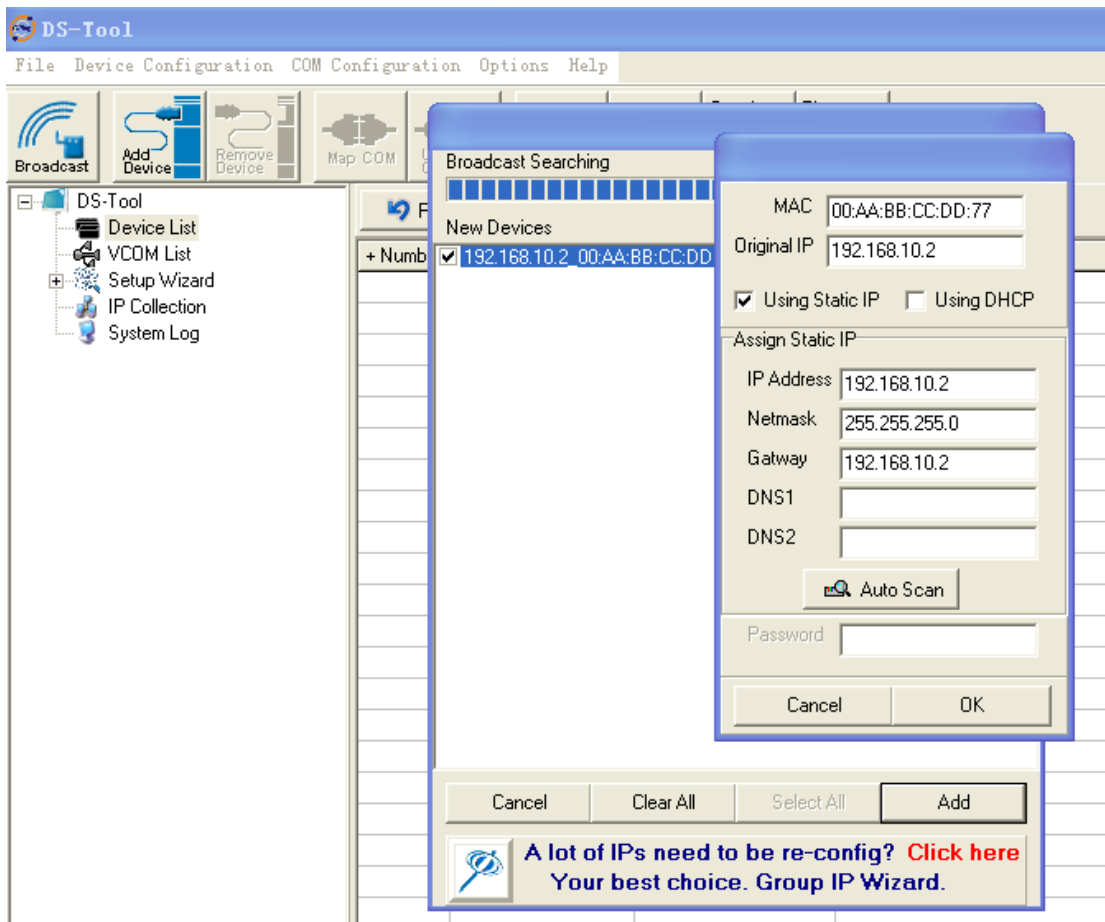 DS-Tool
File Device Configuration COM Configuration Options Help
Broadcast
Add Device
Remove Device
Map COM
DS-Tool
Device List
VCOM List
Setup Wizard
IP Collection
System Log
+ Numb
Broadcast Searching
New Devices
192.168.10.2_00:AA:BB:CC:DD
MAC 00:AA:BB:CC:DD:77
Original IP 192.168.10.2
Using Static IP Using DHCP
Assign Static IP
IP Address 192.168.10.2
Netmask 255.255.255.0
Gatway 192.168.10.2
DNS1
DNS2
Auto Scan
Password
Cancel OK
Cancel Clear All Select All Add
A lot of IPs need to be re-config? Click here
Your best choice. Group IP Wizard.